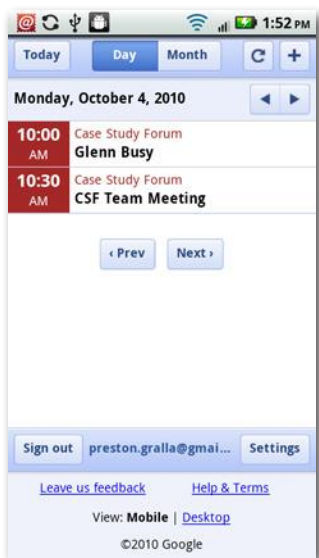 1:52 PM
Today Day Month
Monday, October 4, 2010
10:00 Case Study Forum
AM Glenn Busy
10:30 Case Study Forum
AM CSF Team Meeting
‹ Prev Next ›
Sign out preston.gralla@gmai... Settings
Leave us feedback Help & Terms
View: Mobile | Desktop
©2010 Google